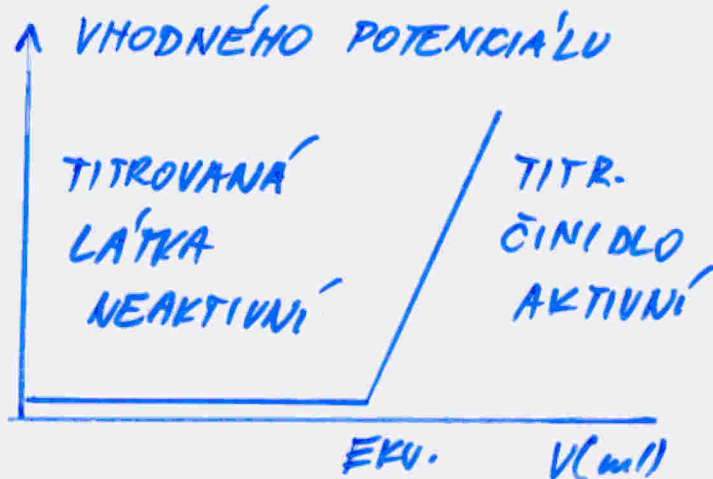 VHODNÉHO POTENCIÁLU
TITROVANÁ
LÁTKA
NEAKTIVNÍ
TITR.
ČINIDLO
AKTIVNÍ
EKV.
V(ml)